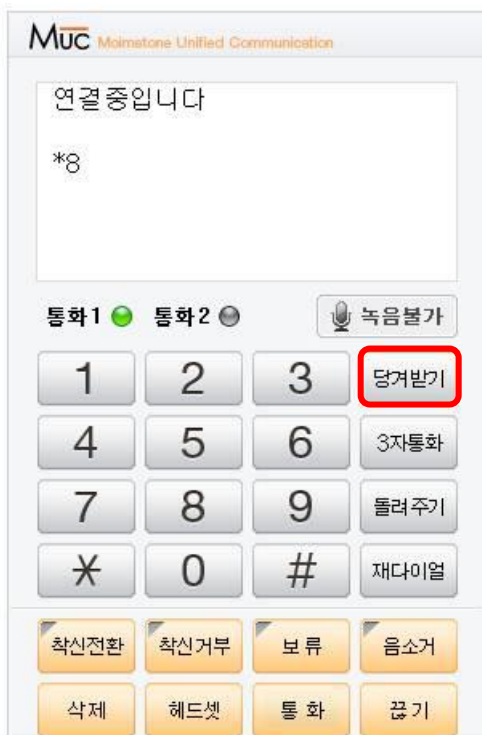 MUC Moimstone Unified Communication
연결중입니다
*8
통화1 통화2 녹음불가
1 2 3 당겨받기
4 5 6 3자통화
7 8 9 돌려주기
* 0 # 재다이얼
착신전환 착신거부 보류 음소거
삭제 헤드셋 통화 끊기